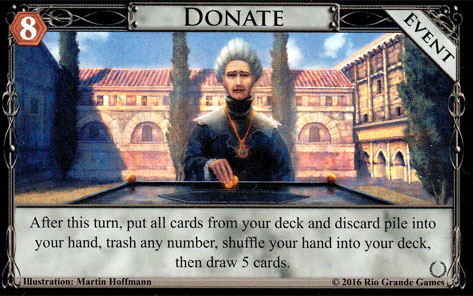 DONATE
8
EVENT
After this turn, put all cards from your deck and discard pile into
your hand, trash any number, shuffle your hand into your deck,
then draw 5 cards.
Illustration: Martin Hoffmann
© 2016 Rio Grande Games